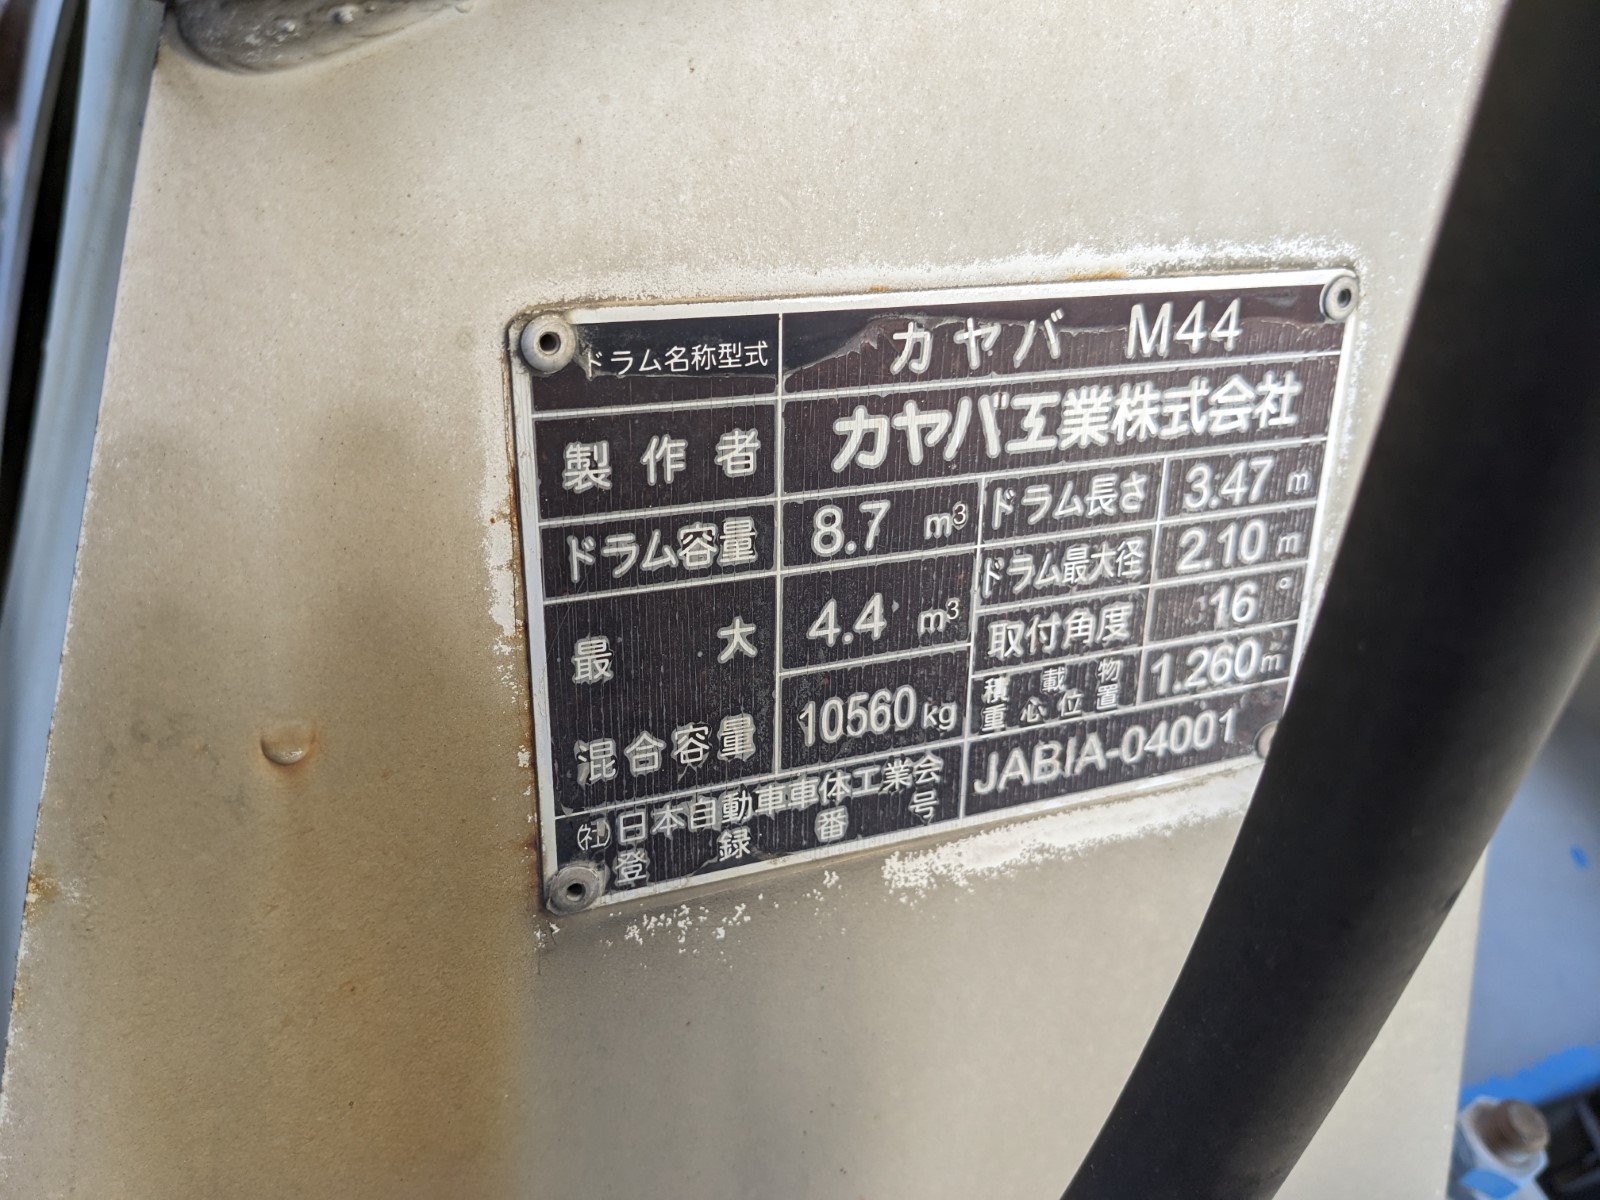 ドラム名称型式 カヤバ M44
製作者 カヤバ工業株式会社
ドラム容量 8.7 m³ ドラム長さ 3.47 m
ドラム最大径 2.10 m
最大混合容量 4.4 m³ 取付角度 16°
10560 kg 積載物重心位置 1.260 m
(社)日本自動車車体工業会
登録番号 JABIA-04001